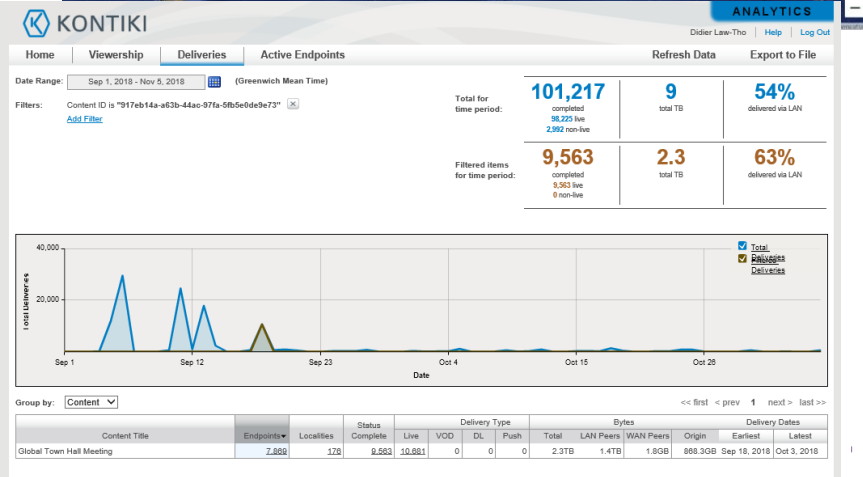 ANALYTICS
KONTIKI
Didier Law-Tho | Help | Log Out
Home Viewership Deliveries Active Endpoints Refresh Data Export to File
Date Range: Sep 1, 2018 - Nov 5, 2018 (Greenwich Mean Time)
Filters: Content ID is "917eb14a-a63b-44ac-97fa-5fb5e0de9e73"
Add Filter
Total for
time period:
101,217
completed
98,225 live
2,992 non-live
9
total TB
54%
delivered via LAN
Filtered items
for time period:
9,563
completed
9,563 live
0 non-live
2.3
total TB
63%
delivered via LAN
40,000
20,000
Total Deliveries
Total
Deliveries
Filtered
Deliveries
Sep 1 Sep 12 Sep 23 Oct 4 Oct 15 Oct 26
Date
Group by: Content << first < prev 1 next > last >>
Status Delivery Type Bytes Delivery Dates
Content Title Endpoints Localities Complete Live VOD DL Push Total LAN Peers WAN Peers Origin Earliest Latest
Global Town Hall Meeting 7,869 176 9,563 10,681 0 0 0 2.3TB 1.4TB 1.8GB 868.3GB Sep 18, 2018 Oct 3, 2018